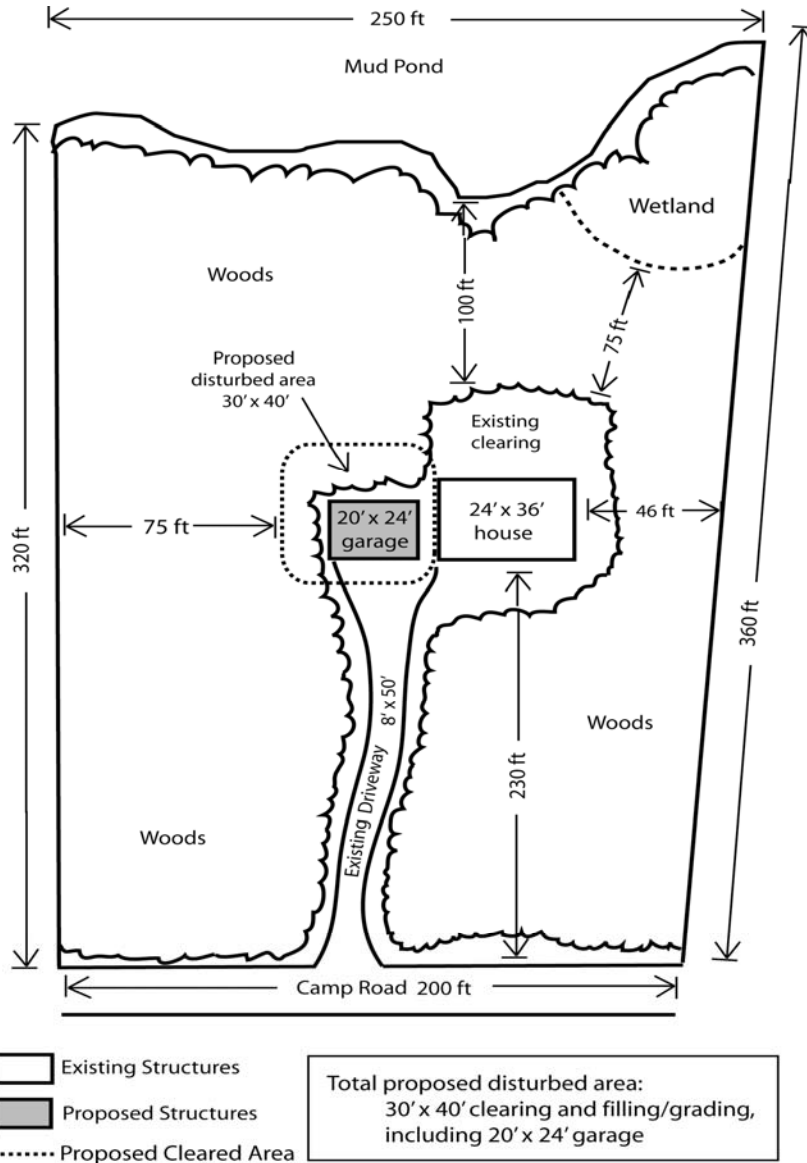 250 ft
Mud Pond
Wetland
Woods
100 ft
75 ft
Proposed
disturbed area
30' x 40'
Existing
clearing
320 ft
75 ft
20' x 24'
garage
24' x 36'
house
46 ft
360 ft
8' x 50'
Existing Driveway
230 ft
Woods
Woods
Camp Road 200 ft
Existing Structures
Proposed Structures
Proposed Cleared Area
Total proposed disturbed area:
30' x 40' clearing and filling/grading,
including 20' x 24' garage